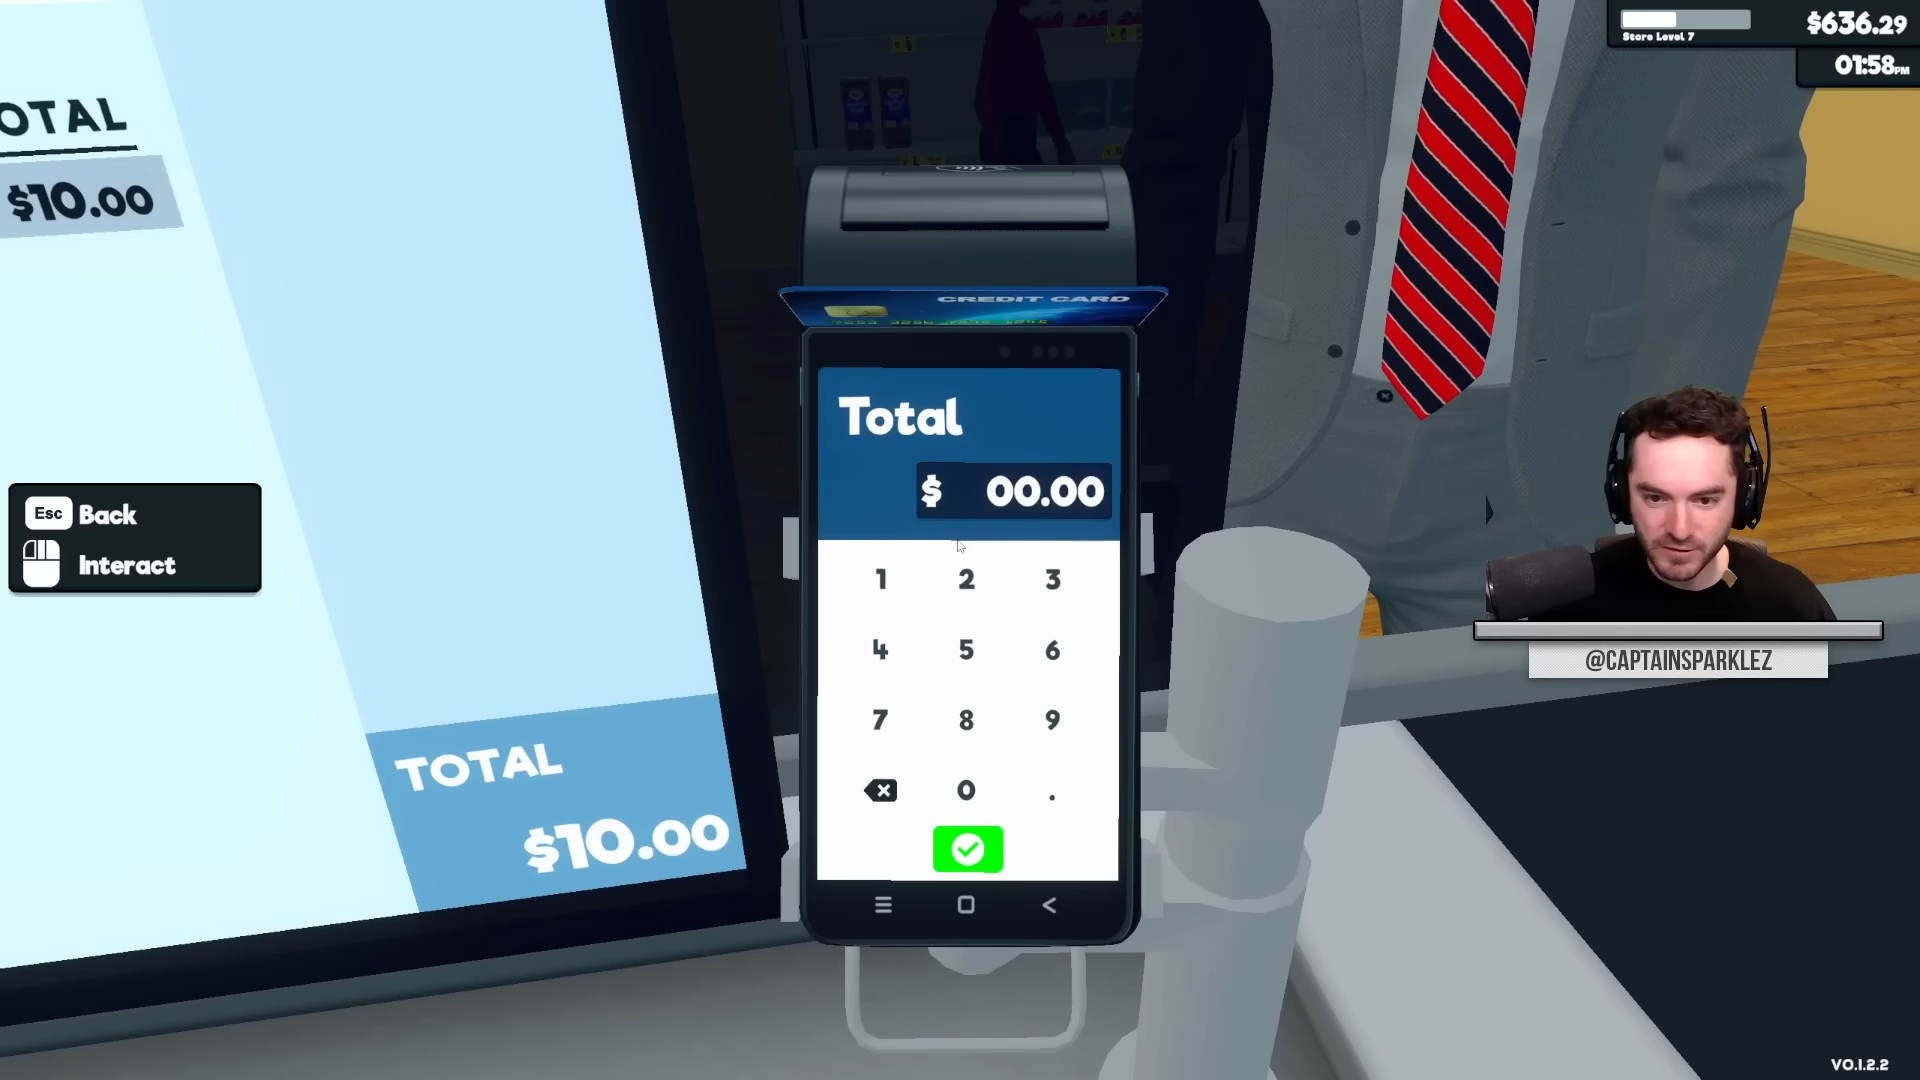 $636.29
Store Level 7
01:58PM
OTAL
$10.00
CREDIT CARD
Total
$ 00.00
Esc Back
Interact
1 2 3
4 5 6
7 8 9
0 .
TOTAL
$10.00
@CAPTAINSPARKLEZ
V0.1.2.2